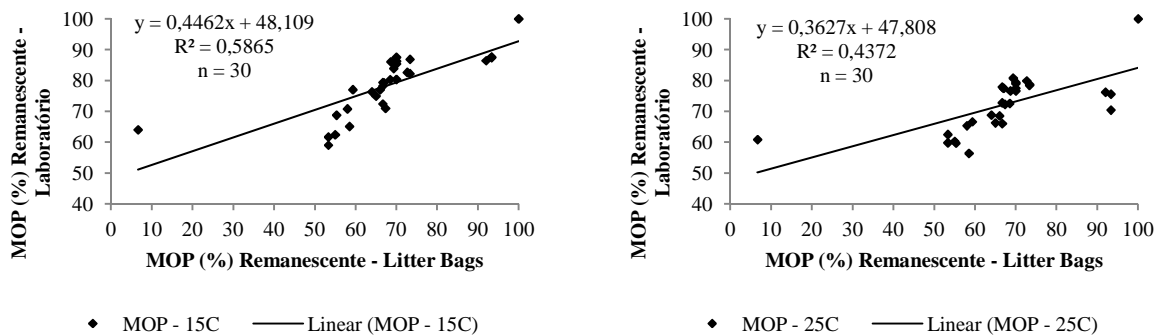 y = 0,4462x + 48,109
R² = 0,5865
n = 30
100
90
80
70
60
50
40
0 10 20 30 40 50 60 70 80 90 100
MOP (%) Remanescente -
Laboratório
MOP (%) Remanescente - Litter Bags
MOP - 15C Linear (MOP - 15C)
y = 0,3627x + 47,808
R² = 0,4372
n = 30
100
90
80
70
60
50
40
0 10 20 30 40 50 60 70 80 90 100
MOP (%) Remanescente -
Laboratório
MOP (%) Remanescente - Litter Bags
MOP - 25C Linear (MOP - 25C)